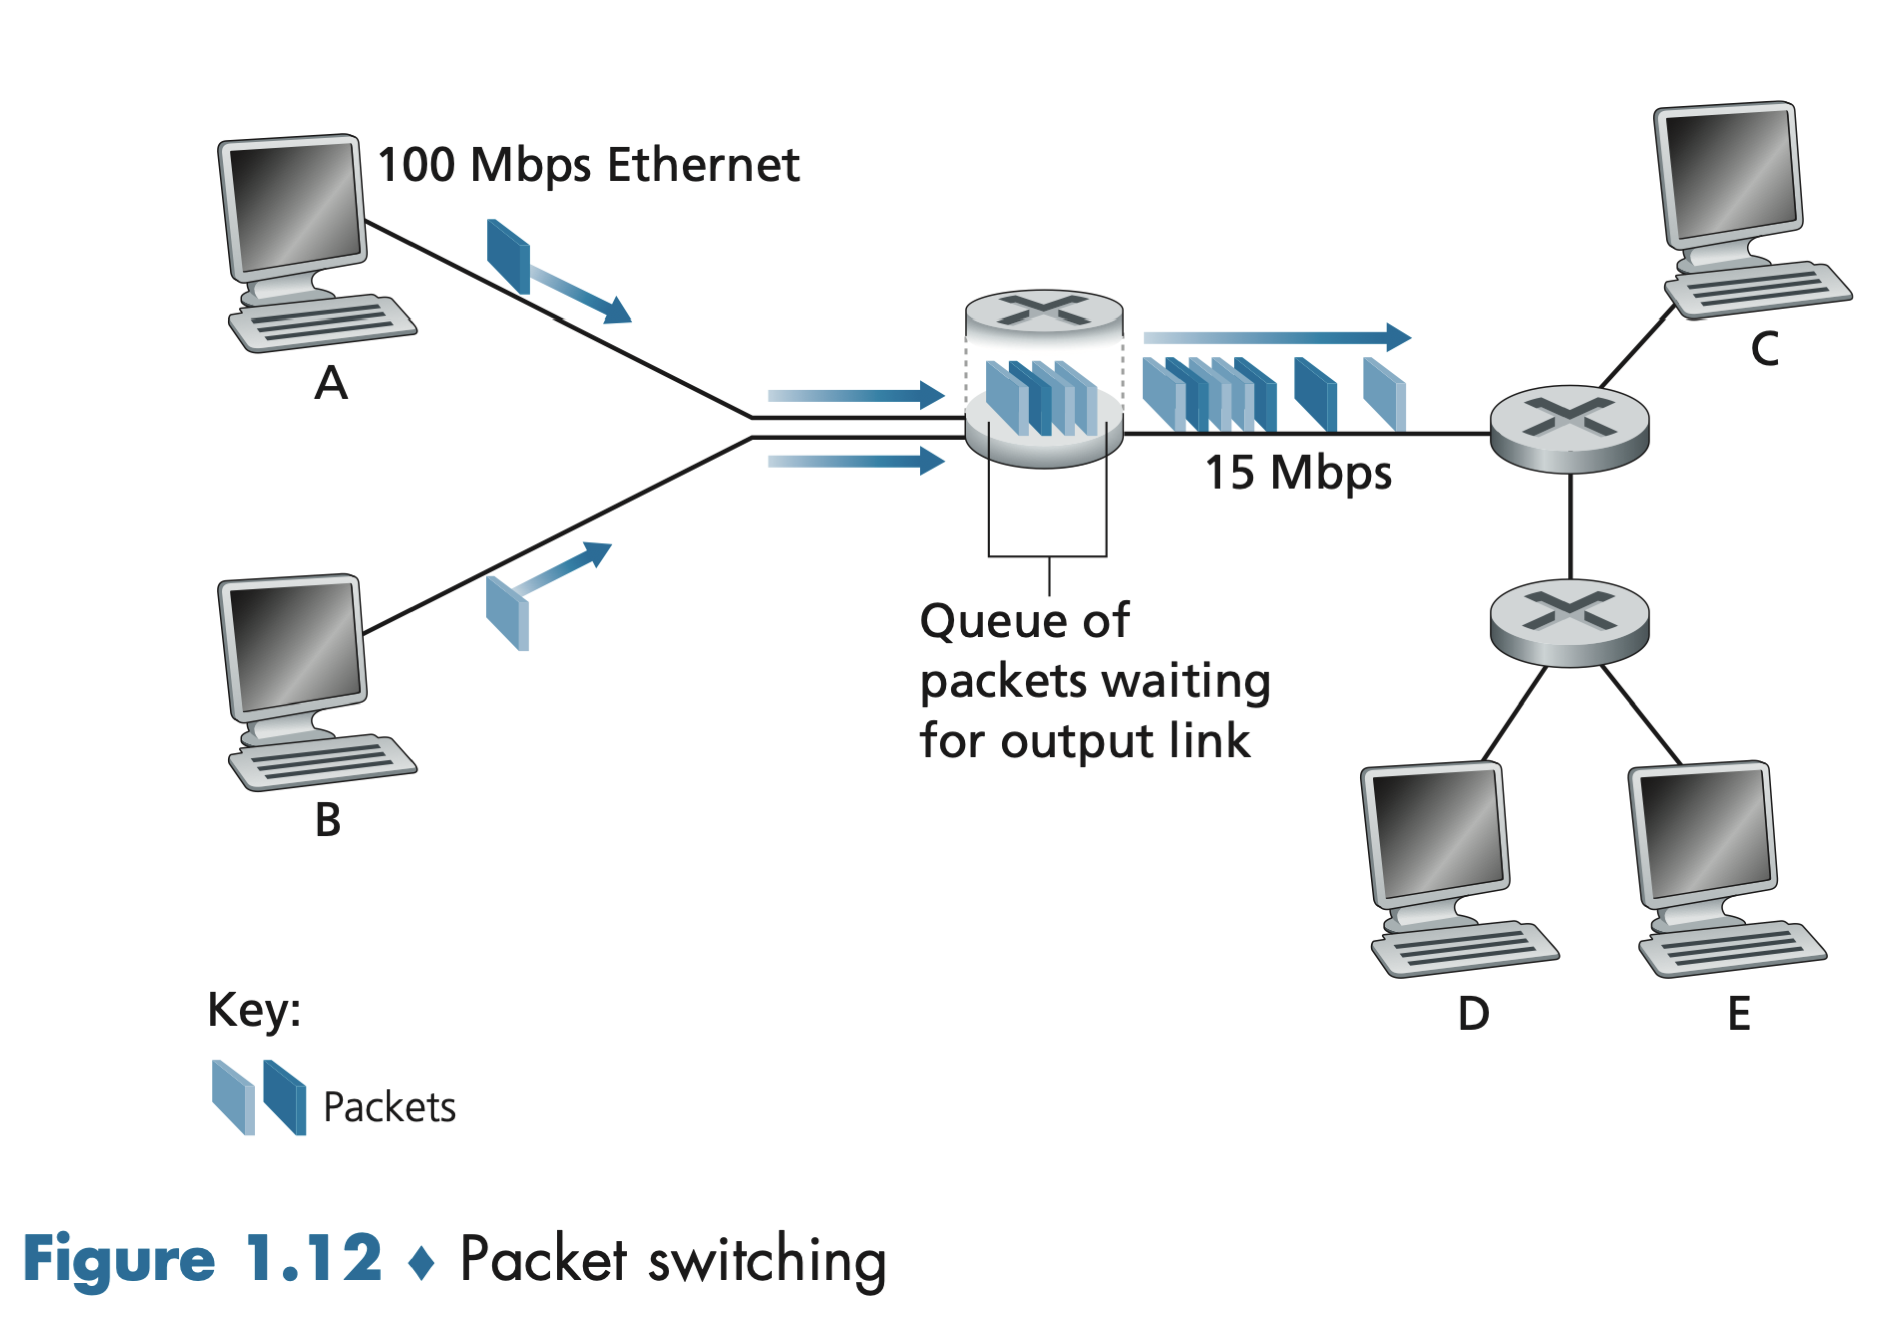 100 Mbps Ethernet
A
C
15 Mbps
Queue of
packets waiting
for output link
B
D
E
Key:
Packets
Figure 1.12 ♦ Packet switching